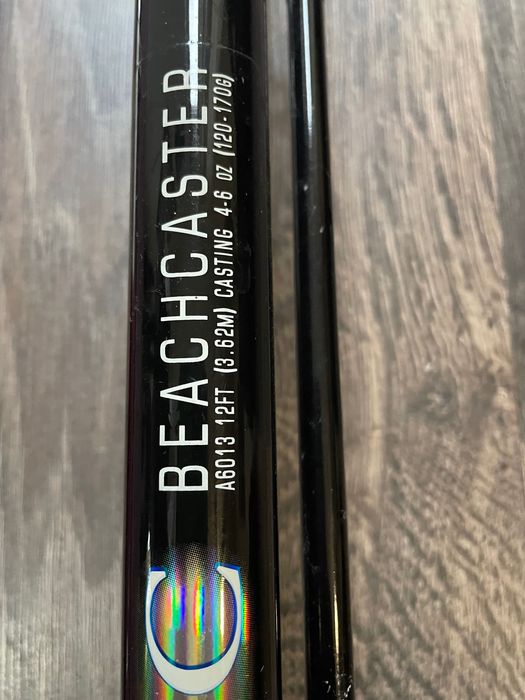 C
BEACHCASTER
A6013 12FT (3.62M) CASTING 4-6 OZ (120-170G)